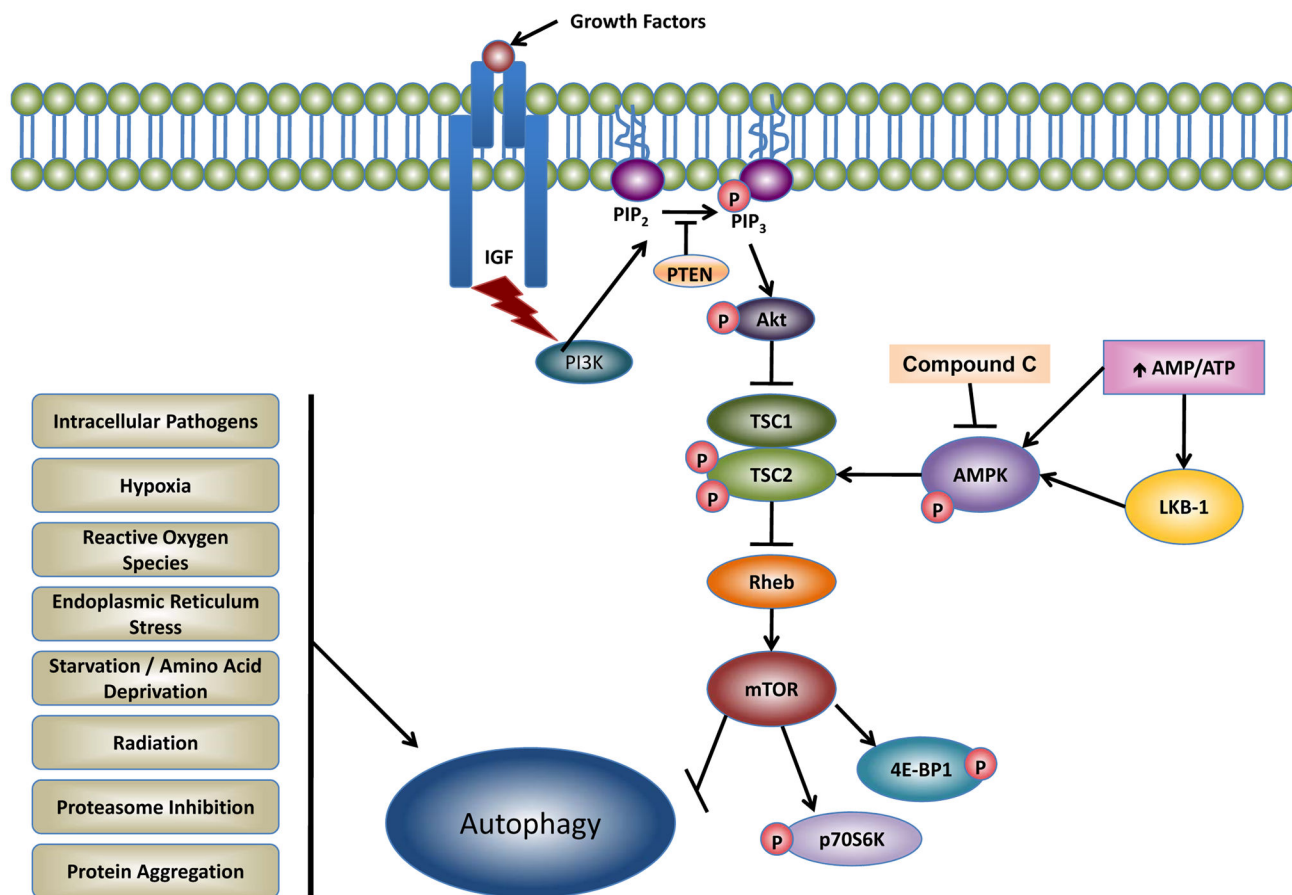 Growth Factors
PIP₂
P
PIP₃
IGF
PTEN
PI3K
P
Akt
Compound C
↑ AMP/ATP
TSC1
P
TSC2
P
AMPK
P
LKB-1
Rheb
mTOR
4E-BP1
P
P
p70S6K
Autophagy
Intracellular Pathogens
Hypoxia
Reactive Oxygen
Species
Endoplasmic Reticulum
Stress
Starvation / Amino Acid
Deprivation
Radiation
Proteasome Inhibition
Protein Aggregation